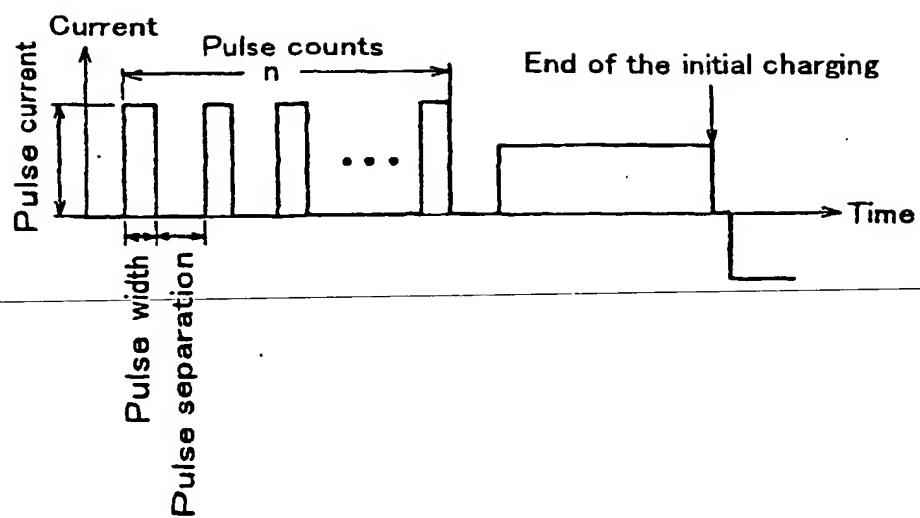 Current
Pulse counts
n
End of the initial charging
Pulse current
Time
Pulse width
Pulse separation